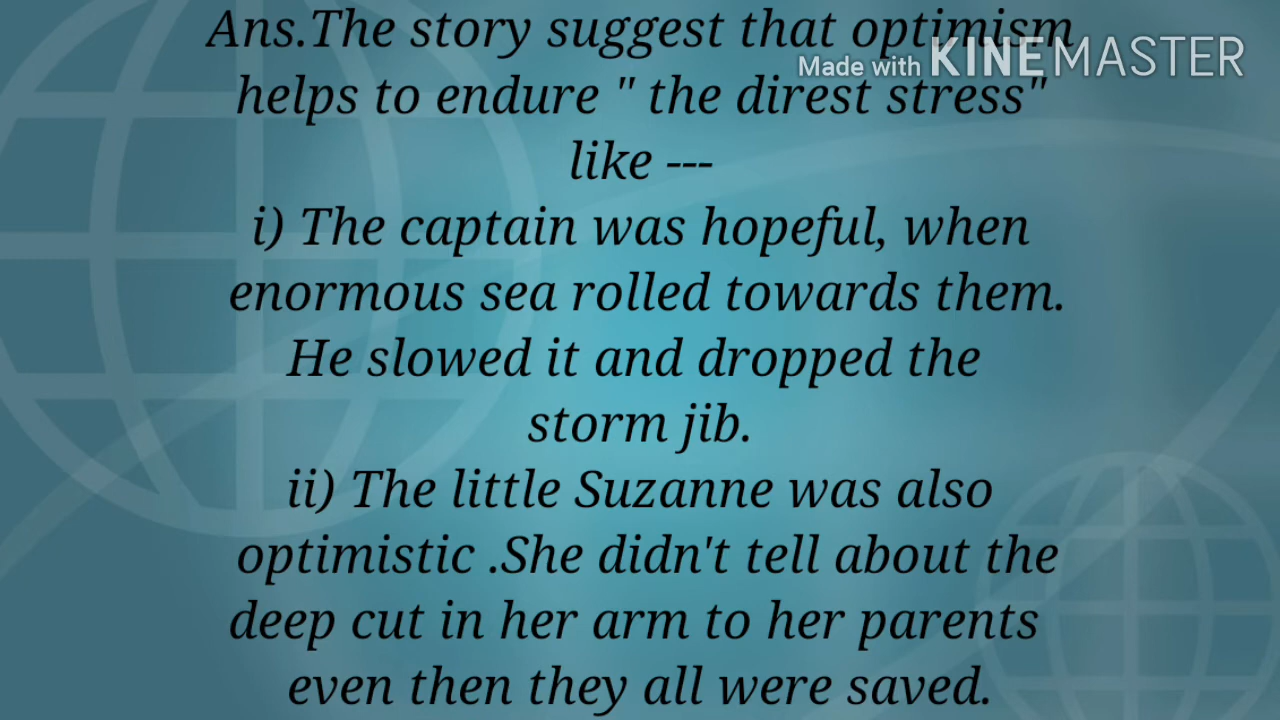 Ans.The story suggest that optimism
Made with KINEMASTER
helps to endure " the direst stress"
like ---
i) The captain was hopeful, when
enormous sea rolled towards them.
He slowed it and dropped the
storm jib.
ii) The little Suzanne was also
optimistic .She didn't tell about the
deep cut in her arm to her parents
even then they all were saved.